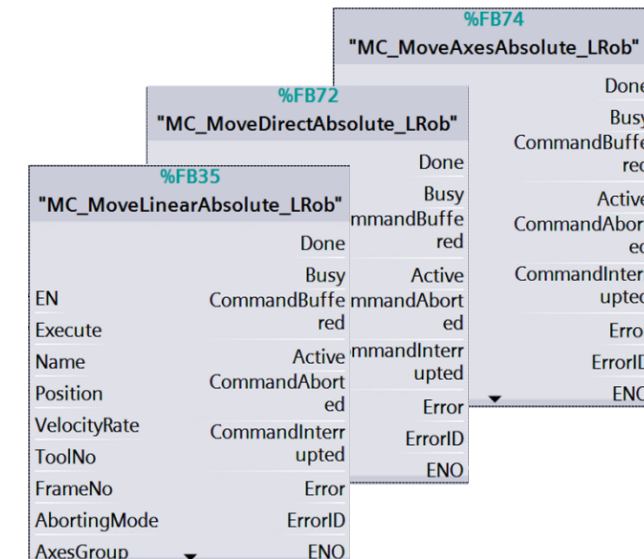 %FB74
"MC_MoveAxesAbsolute_LRob"
Done
Busy
CommandBuffe
red
Active
CommandAbor
ed
CommandInter
upted
Erro
ErrorID
ENO
%FB72
"MC_MoveDirectAbsolute_LRob"
Done
Busy
mmandBuffe
red
Active
mmandAbort
ed
mmandInterr
upted
Error
ErrorID
ENO
%FB35
"MC_MoveLinearAbsolute_LRob"
Done
Busy
EN
CommandBuffe
red
Execute
Name
Active
CommandAbort
ed
Position
VelocityRate
CommandInterr
upted
ToolNo
FrameNo
Error
AbortingMode
ErrorID
AxesGroup
ENO